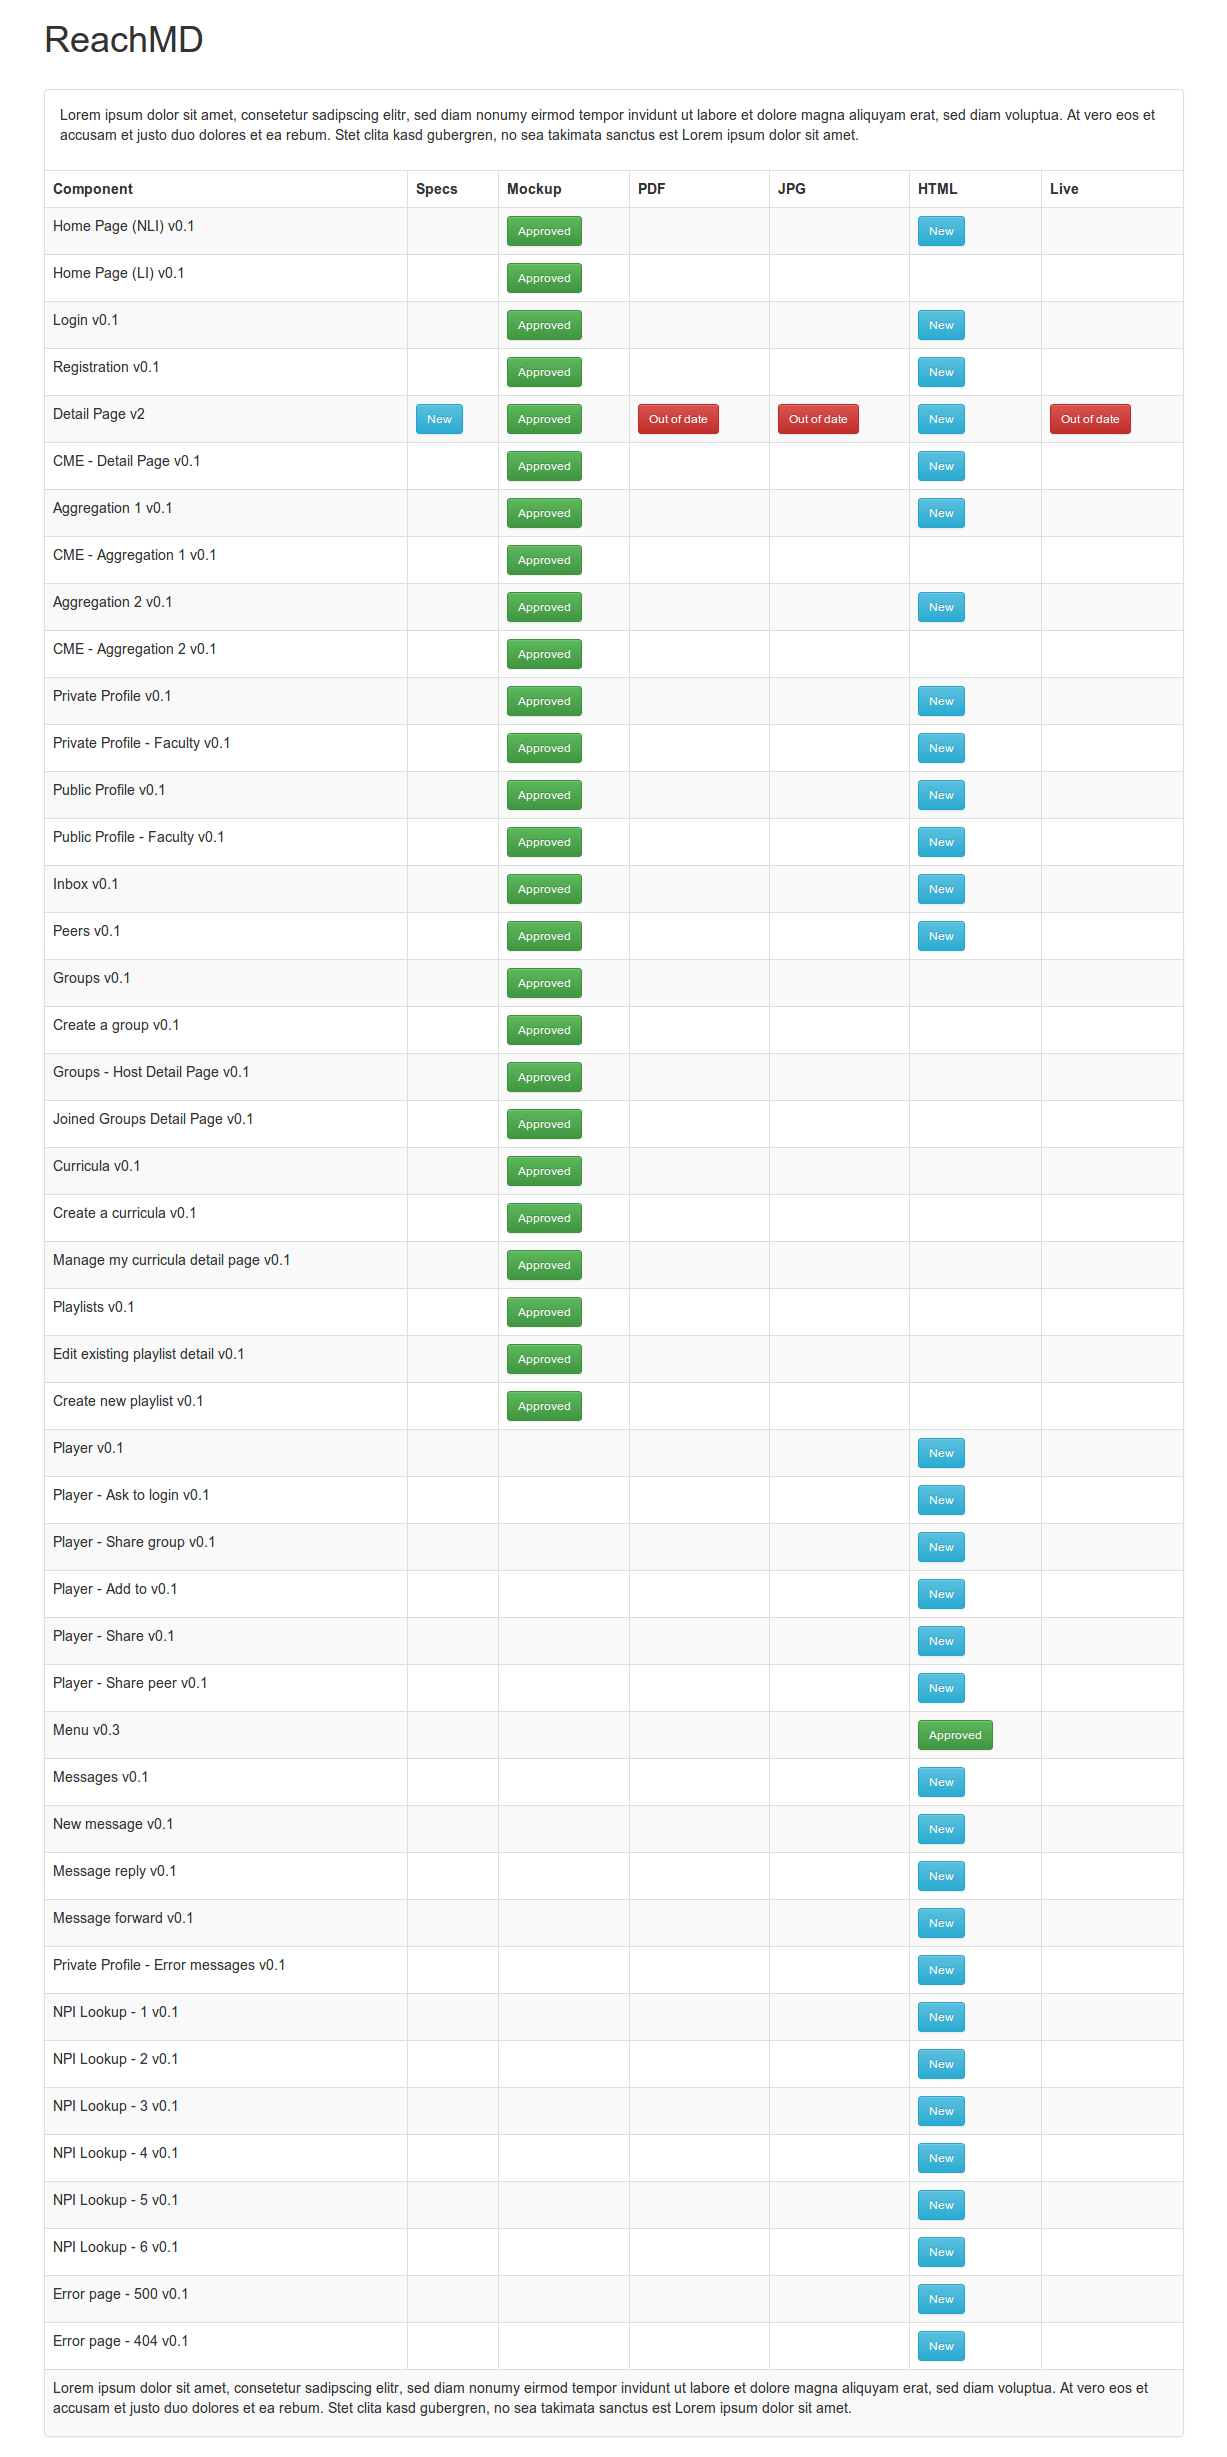 ReachMD
Lorem ipsum dolor sit amet, consetetur sadipscing elitr, sed diam nonumy eirmod tempor invidunt ut labore et dolore magna aliquyam erat, sed diam voluptua. At vero eos et
accusam et justo duo dolores et ea rebum. Stet clita kasd gubergren, no sea takimata sanctus est Lorem ipsum dolor sit amet.
Component Specs Mockup PDF JPG HTML Live
Home Page (NLI) v0.1 Approved New
Home Page (LI) v0.1 Approved
Login v0.1 Approved New
Registration v0.1 Approved New
Detail Page v2 New Approved Out of date Out of date New Out of date
CME - Detail Page v0.1 Approved New
Aggregation 1 v0.1 Approved New
CME - Aggregation 1 v0.1 Approved
Aggregation 2 v0.1 Approved New
CME - Aggregation 2 v0.1 Approved
Private Profile v0.1 Approved New
Private Profile - Faculty v0.1 Approved New
Public Profile v0.1 Approved New
Public Profile - Faculty v0.1 Approved New
Inbox v0.1 Approved New
Peers v0.1 Approved New
Groups v0.1 Approved
Create a group v0.1 Approved
Groups - Host Detail Page v0.1 Approved
Joined Groups Detail Page v0.1 Approved
Curricula v0.1 Approved
Create a curricula v0.1 Approved
Manage my curricula detail page v0.1 Approved
Playlists v0.1 Approved
Edit existing playlist detail v0.1 Approved
Create new playlist v0.1 Approved
Player v0.1 New
Player - Ask to login v0.1 New
Player - Share group v0.1 New
Player - Add to v0.1 New
Player - Share v0.1 New
Player - Share peer v0.1 New
Menu v0.3 Approved
Messages v0.1 New
New message v0.1 New
Message reply v0.1 New
Message forward v0.1 New
Private Profile - Error messages v0.1 New
NPI Lookup - 1 v0.1 New
NPI Lookup - 2 v0.1 New
NPI Lookup - 3 v0.1 New
NPI Lookup - 4 v0.1 New
NPI Lookup - 5 v0.1 New
NPI Lookup - 6 v0.1 New
Error page - 500 v0.1 New
Error page - 404 v0.1 New
Lorem ipsum dolor sit amet, consetetur sadipscing elitr, sed diam nonumy eirmod tempor invidunt ut labore et dolore magna aliquyam erat, sed diam voluptua. At vero eos et
accusam et justo duo dolores et ea rebum. Stet clita kasd gubergren, no sea takimata sanctus est Lorem ipsum dolor sit amet.